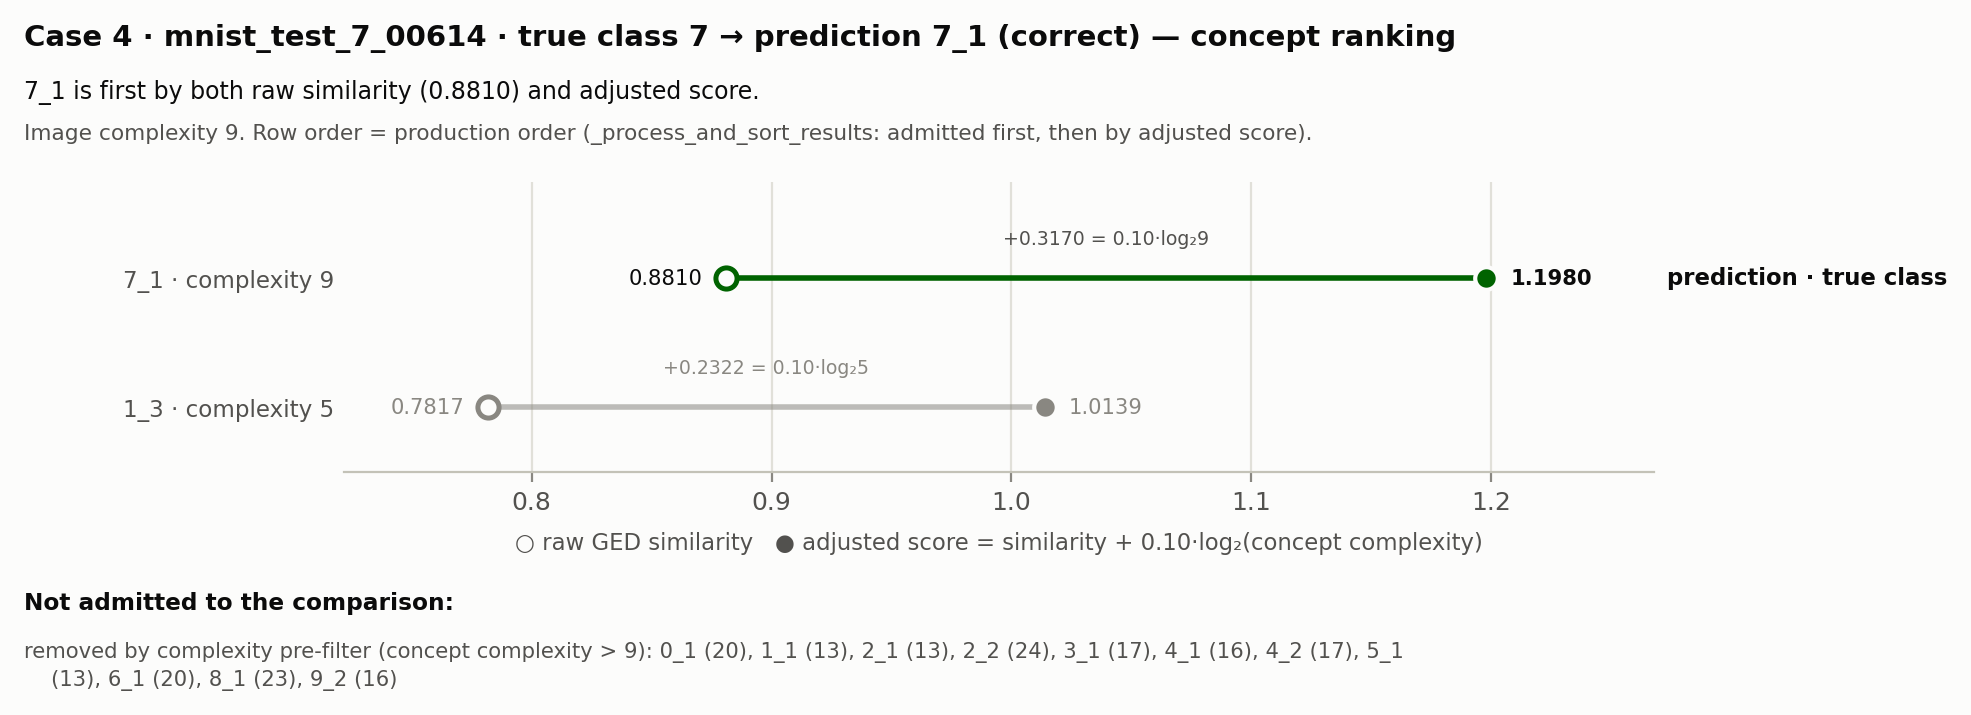 Case 4 · mnist_test_7_00614 · true class 7 → prediction 7_1 (correct) — concept ranking
7_1 is first by both raw similarity (0.8810) and adjusted score.
Image complexity 9. Row order = production order (_process_and_sort_results: admitted first, then by adjusted score).
+0.3170 = 0.10·log₂9
7_1 · complexity 9 0.8810 1.1980 prediction · true class
+0.2322 = 0.10·log₂5
1_3 · complexity 5 0.7817 1.0139
0.8 0.9 1.0 1.1 1.2
○ raw GED similarity ● adjusted score = similarity + 0.10·log₂(concept complexity)
Not admitted to the comparison:
removed by complexity pre-filter (concept complexity > 9): 0_1 (20), 1_1 (13), 2_1 (13), 2_2 (24), 3_1 (17), 4_1 (16), 4_2 (17), 5_1
(13), 6_1 (20), 8_1 (23), 9_2 (16)